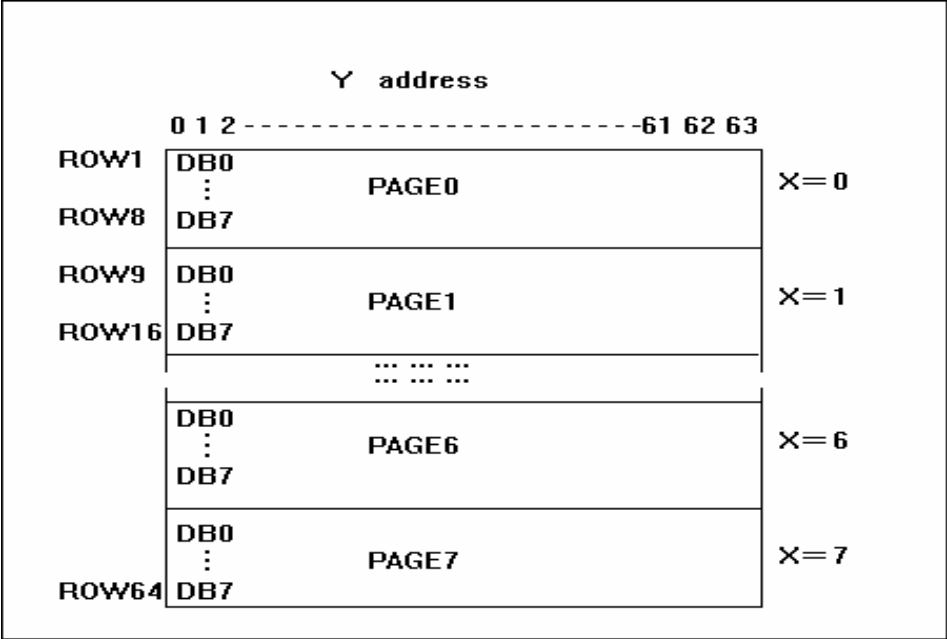 Y address
0 1 2 - - - - - - - - - - - - - - - - - - - - - - - - -61 62 63
ROW1 DB0
⋮ PAGE0 X=0
ROW8 DB7
ROW9 DB0
⋮ PAGE1 X=1
ROW16 DB7
DB0
⋮ PAGE6 X=6
DB7
DB0
⋮ PAGE7 X=7
ROW64 DB7